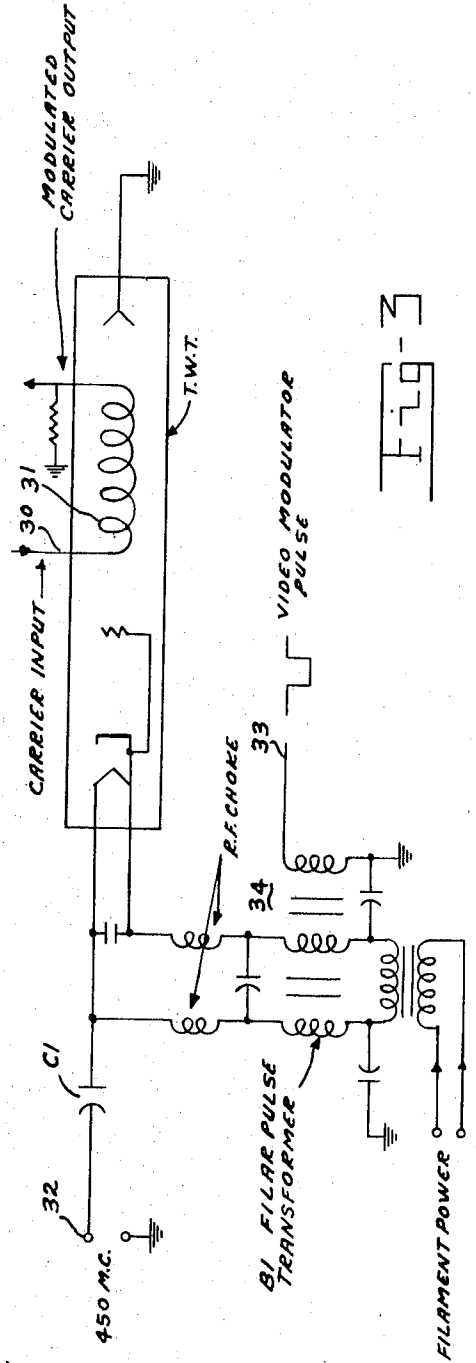 MODULATED
CARRIER OUTPUT
CARRIER INPUT
30
31
T.W.T.
32
450 M.C.
C1
R.F. CHOKE
33
VIDEO MODULATOR
PULSE
34
B1 FILAR PULSE
TRANSFORMER
FILAMENT POWER
Fig-3